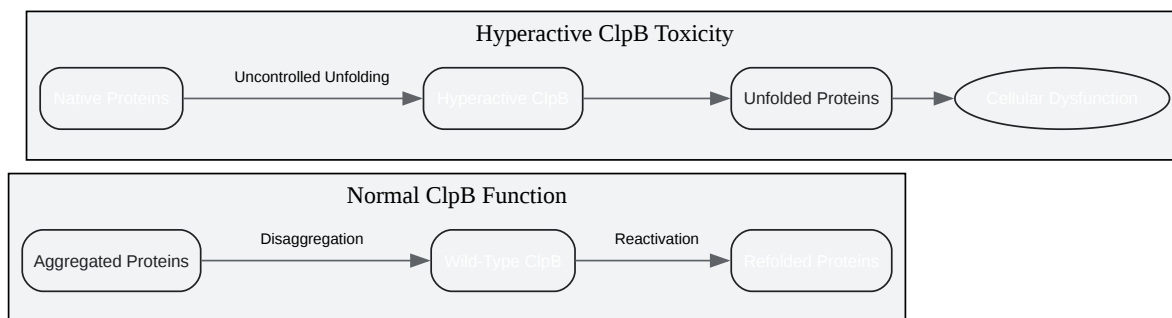 Hyperactive ClpB Toxicity
Native Proteins
Uncontrolled Unfolding
Hyperactive ClpB
Unfolded Proteins
Cellular Dysfunction
Normal ClpB Function
Aggregated Proteins
Disaggregation
Wild-Type ClpB
Reactivation
Refolded Proteins